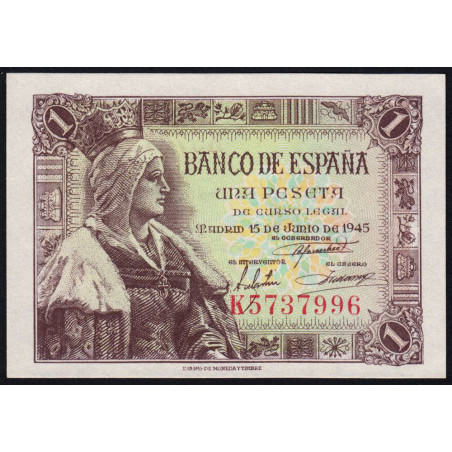 1
BANCO DE ESPAÑA
UNA PESETA
DE CURSO LEGAL
MADRID 15 DE JUNIO DE 1945
EL GOBERNADOR
EL INTERVENTOR
EL CAJERO
K5737996
1